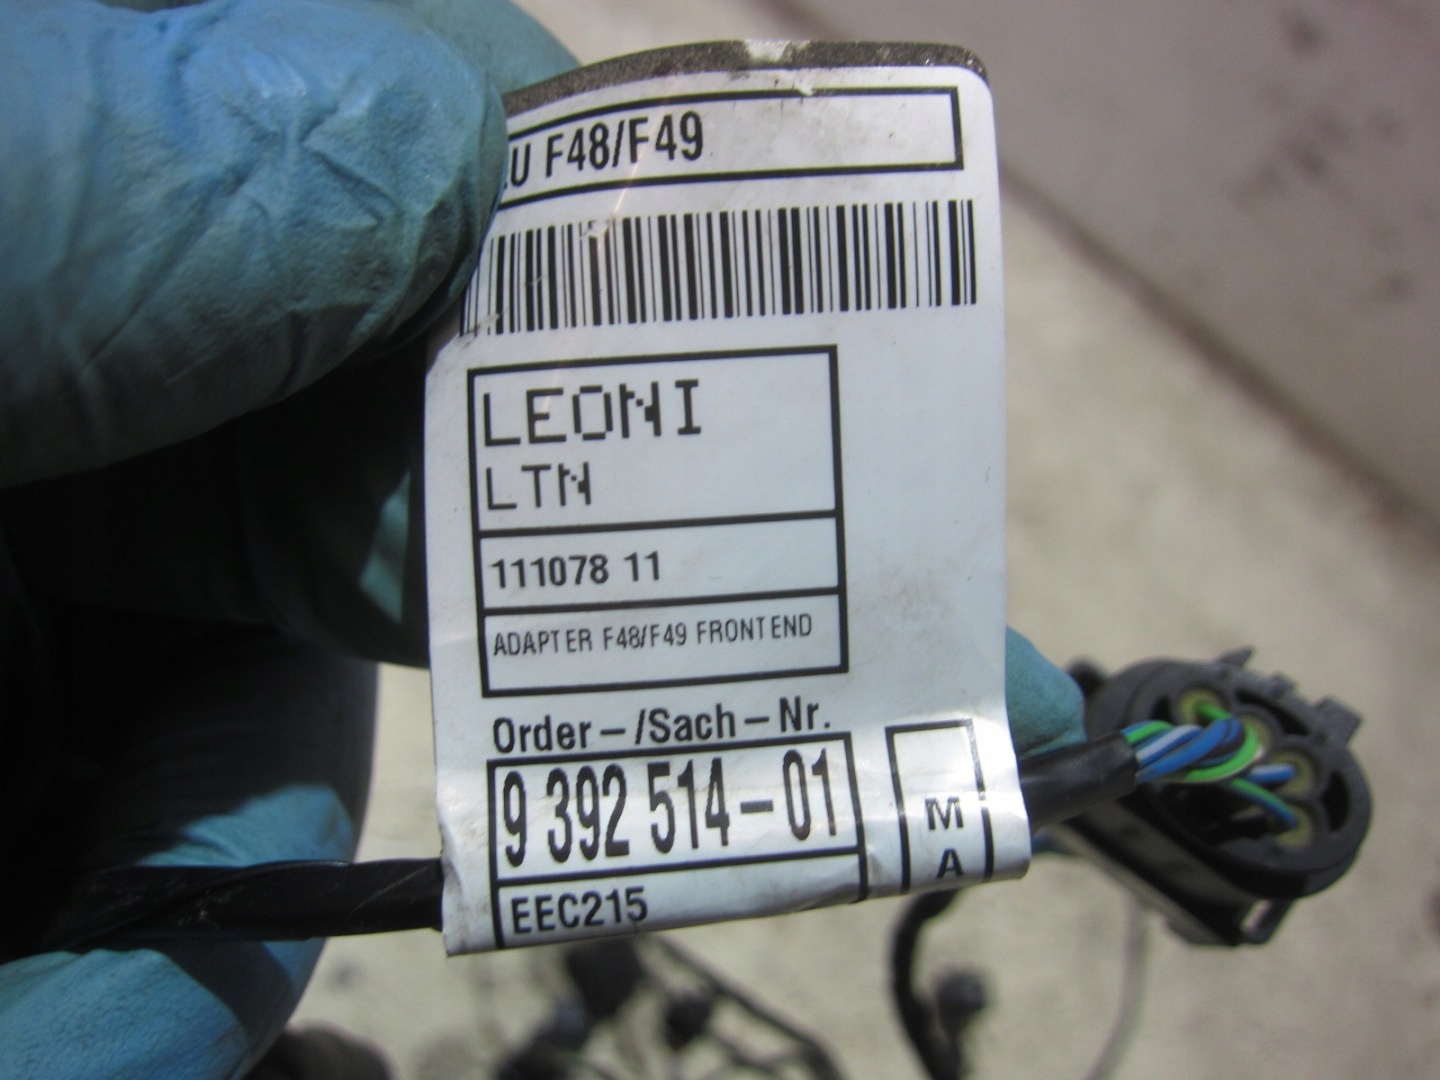 F48/F49
LEONI
LTN
111078 11
ADAPTER F48/F49 FRONTEND
Order-/Sach-Nr.
9 392 514-01
EEC215
M
A